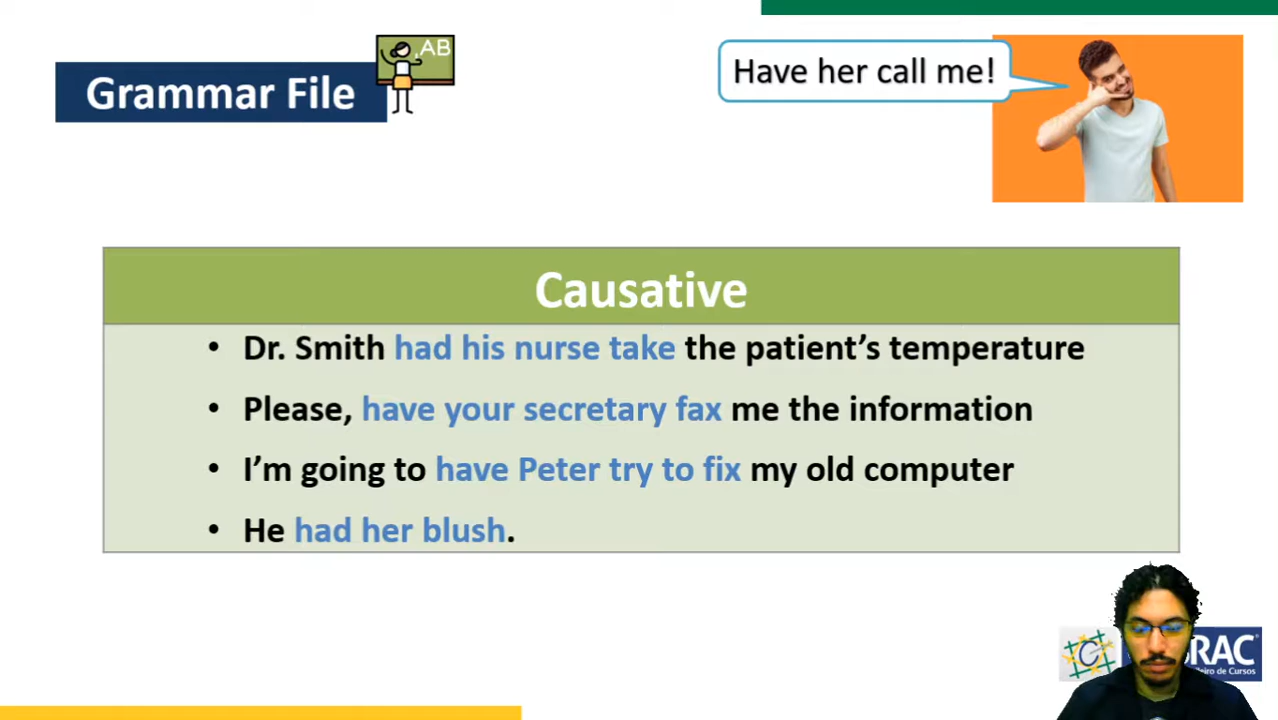 Grammar File
,AB
Have her call me!
Causative
• Dr. Smith had his nurse take the patient's temperature
• Please, have your secretary fax me the information
• I'm going to have Peter try to fix my old computer
• He had her blush.
C
RAC
de Cursos